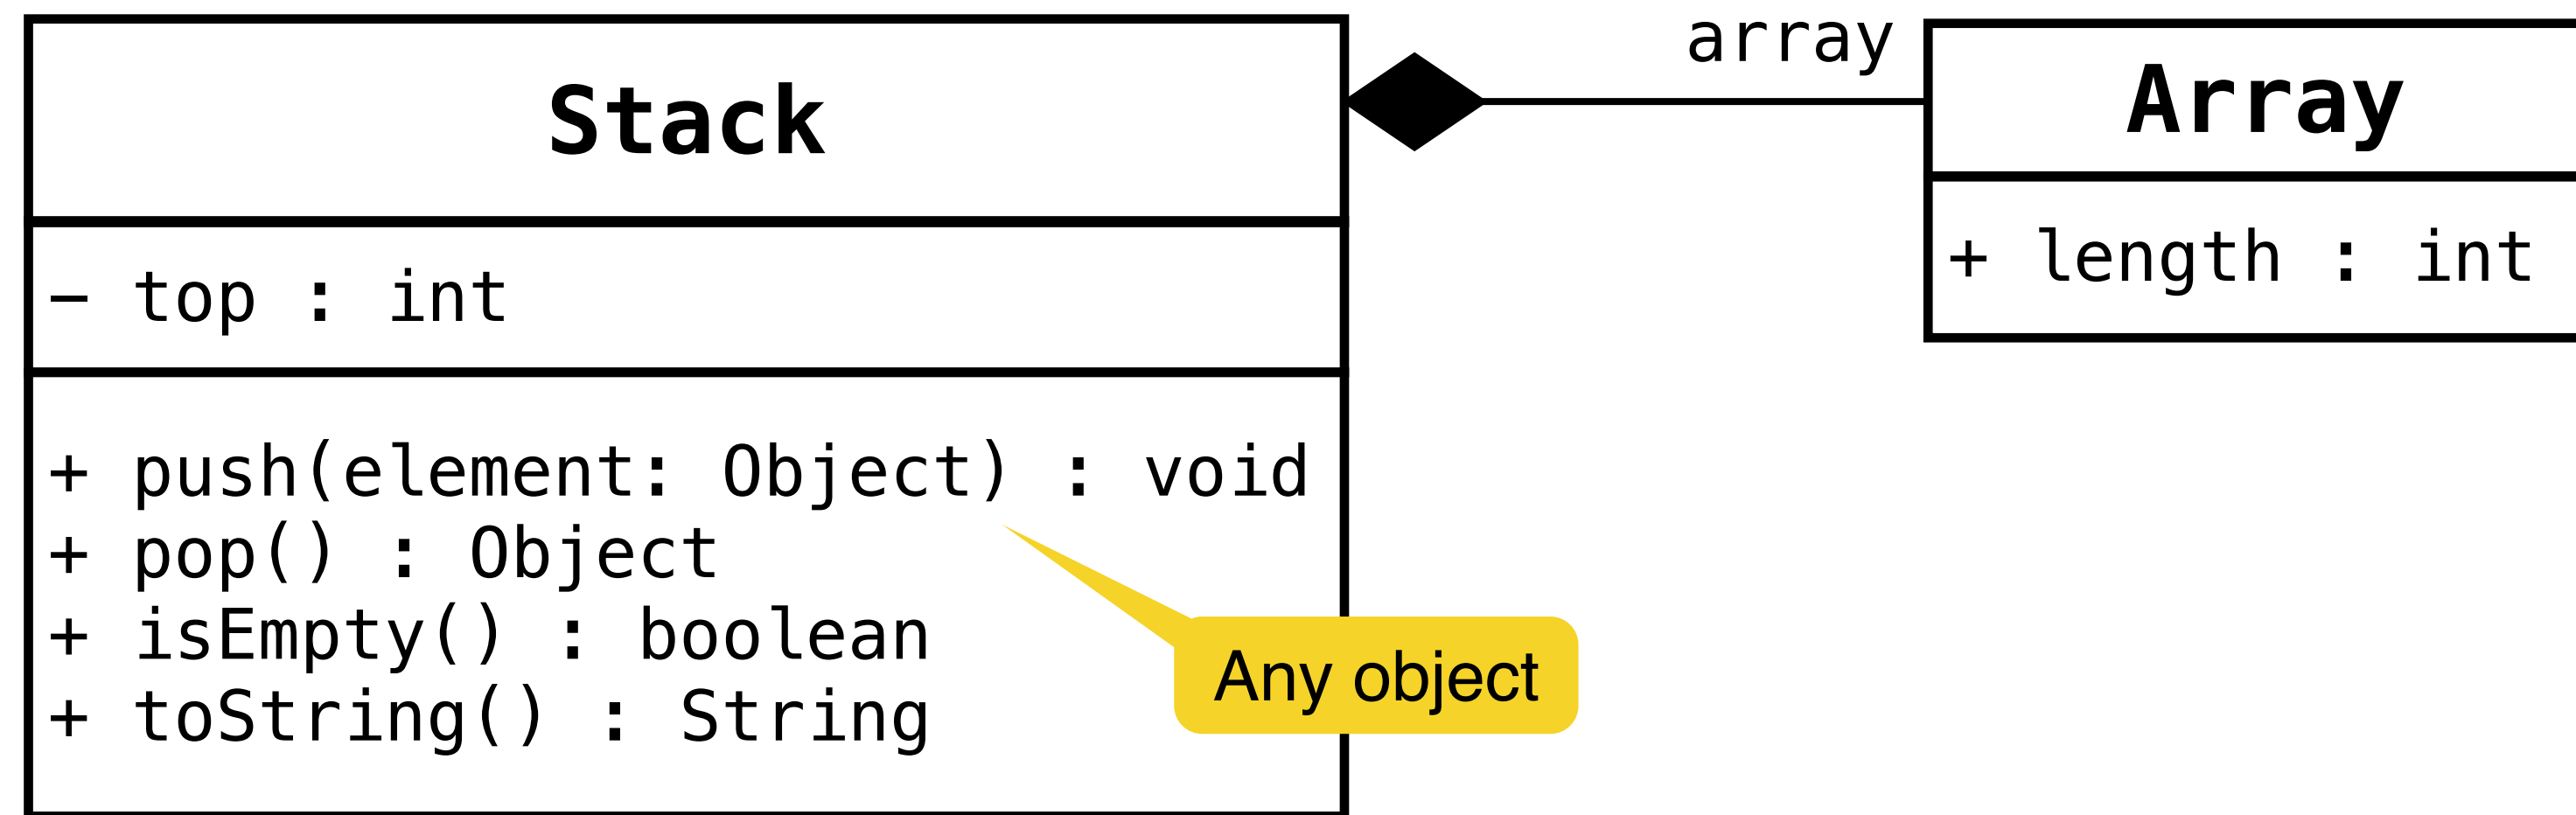 Stack
− top : int
+ push(element: Object) : void
+ pop() : Object
+ isEmpty() : boolean
+ toString() : String
Any object
array
Array
+ length : int